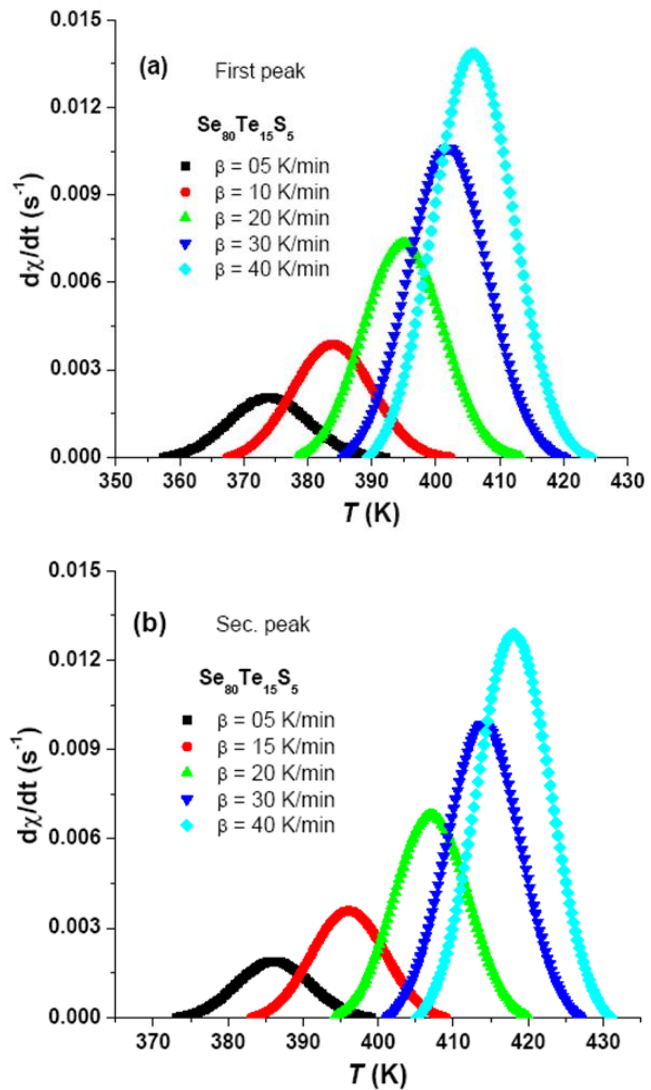 (a) First peak
Se80Te15S5
β = 05 K/min
β = 10 K/min
β = 20 K/min
β = 30 K/min
β = 40 K/min
dχ/dt (s⁻¹)
0.015
0.012
0.009
0.006
0.003
0.000
350 360 370 380 390 400 410 420 430
T (K)
(b) Sec. peak
Se80Te15S5
β = 05 K/min
β = 15 K/min
β = 20 K/min
β = 30 K/min
β = 40 K/min
dχ/dt (s⁻¹)
0.015
0.012
0.009
0.006
0.003
0.000
370 380 390 400 410 420 430
T (K)